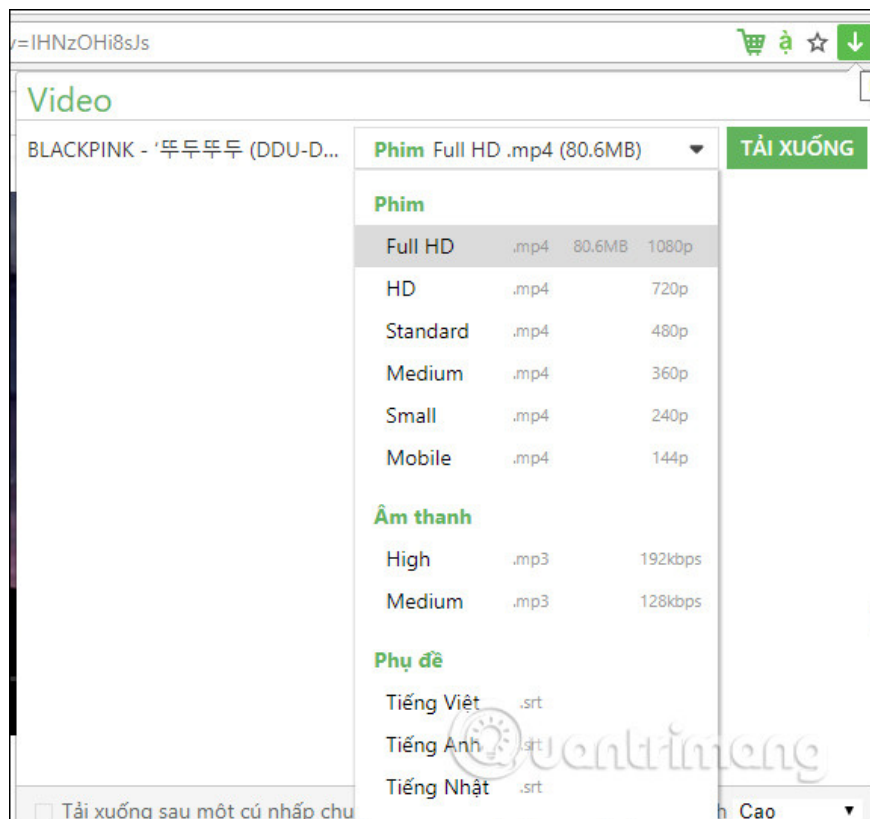 =IHNzOHi8sJs
Video
BLACKPINK - '뚜두뚜두 (DDU-D... Phim Full HD .mp4 (80.6MB) TẢI XUỐNG
Phim
Full HD .mp4 80.6MB 1080p
HD .mp4 720p
Standard .mp4 480p
Medium .mp4 360p
Small .mp4 240p
Mobile .mp4 144p
Âm thanh
High .mp3 192kbps
Medium .mp3 128kbps
Phụ đề
Tiếng Việt .srt
Tiếng Anh .srt
Quantrimang
Tiếng Nhật .srt
Tải xuống sau một cú nhấp chu h Cao